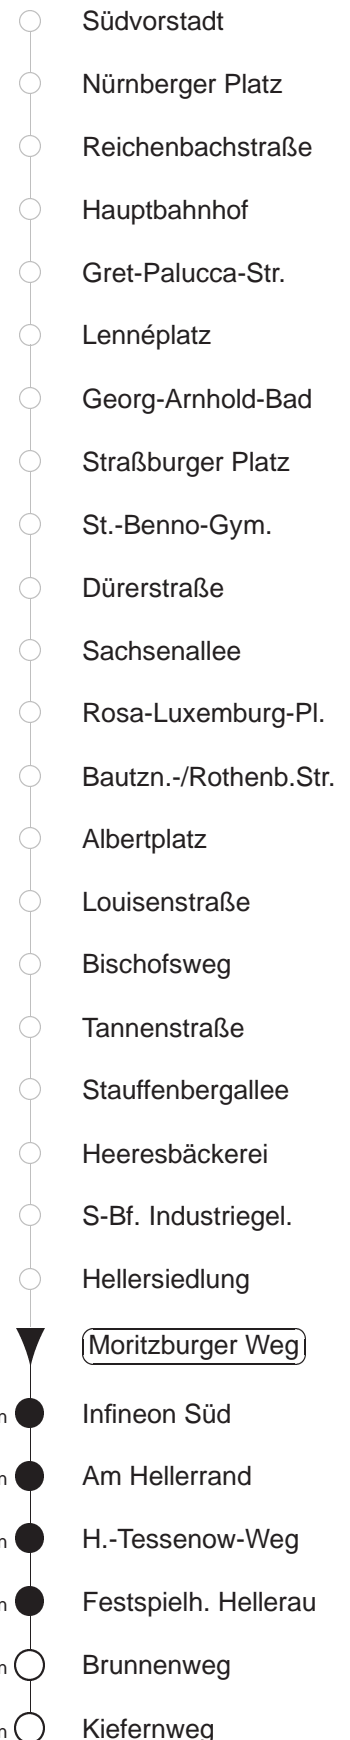 Südvorstadt
Nürnberger Platz
Reichenbachstraße
Hauptbahnhof
Gret-Palucca-Str.
Lennéplatz
Georg-Arnhold-Bad
Straßburger Platz
St.-Benno-Gym.
Dürerstraße
Sachsenallee
Rosa-Luxemburg-Pl.
Bautzn.-/Rothenb.Str.
Albertplatz
Louisenstraße
Bischofsweg
Tannenstraße
Stauffenbergallee
Heeresbäckerei
S-Bf. Industriegel.
Hellersiedlung
Moritzburger Weg
Infineon Süd
Am Hellerrand
H.-Tessenow-Weg
Festspielh. Hellerau
Brunnenweg
Kiefernweg